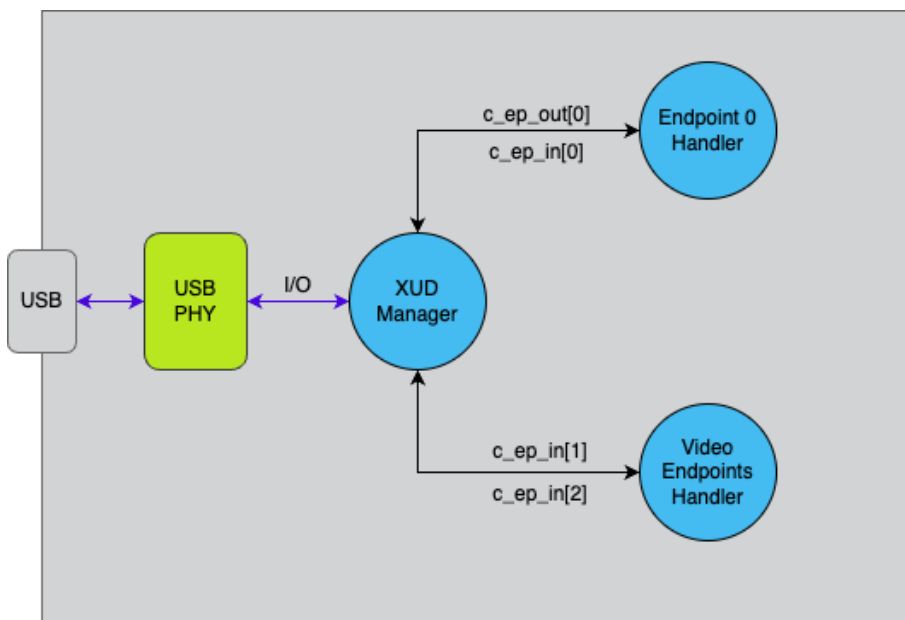 c_ep_out[0]
c_ep_in[0]
Endpoint 0
Handler
USB
USB
PHY
I/O
XUD
Manager
c_ep_in[1]
c_ep_in[2]
Video
Endpoints
Handler